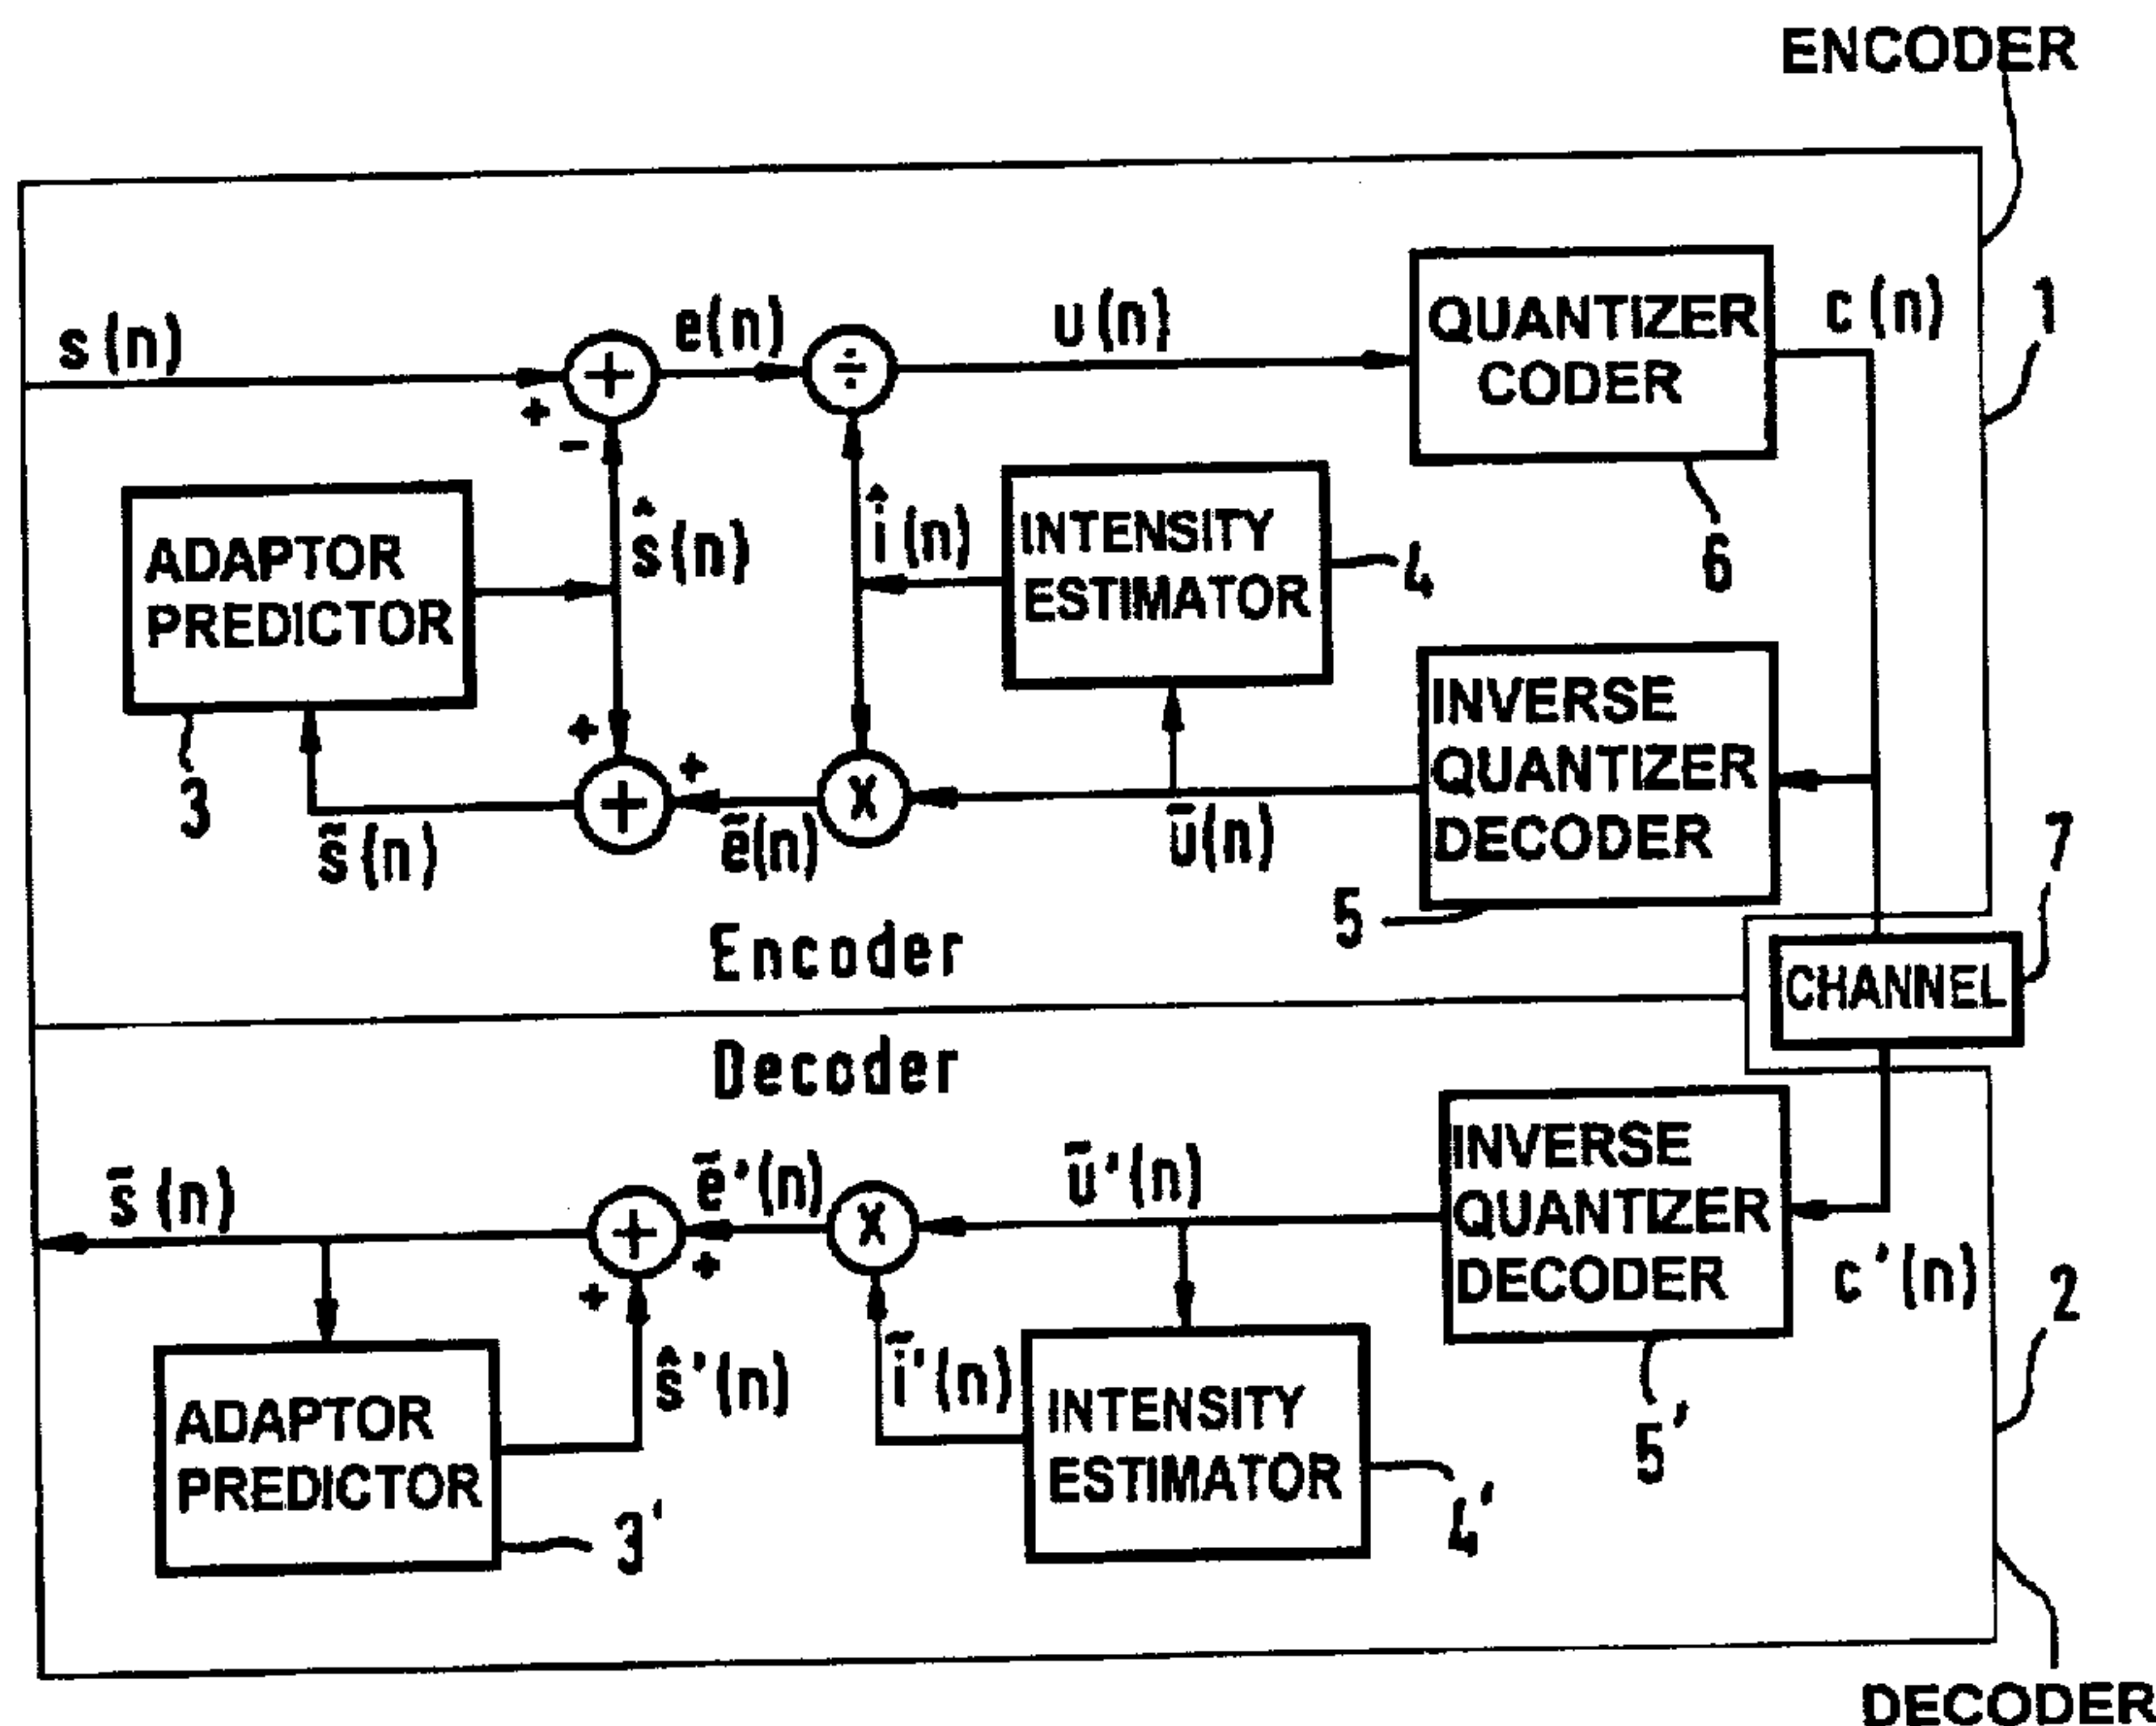 ENCODER
s(n)
e(n)
÷
u(n)
QUANTIZER
CODER
c(n)
1
+
+
-
ADAPTOR
PREDICTOR
ŝ(n)
î(n)
INTENSITY
ESTIMATOR
4
6
3
+
+
+
X
s̃(n)
ẽ(n)
ū(n)
INVERSE
QUANTIZER
DECODER
5
7
Encoder
CHANNEL
Decoder
s̄(n)
+
ē'(n)
X
ū'(n)
INVERSE
QUANTIZER
DECODER
c'(n)
2
+
+
ŝ'(n)
ī'(n)
ADAPTOR
PREDICTOR
3'
INTENSITY
ESTIMATOR
4'
5'
DECODER